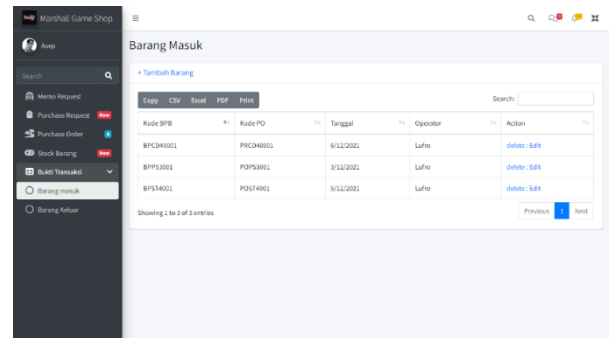 Marshall Game Shop
Asep
Search
Memo Request
Purchase Request New
Purchase Order
Stock Barang New
Bukti Transaksi
Barang masuk
Barang Keluar
Barang Masuk
+ Tambah Barang
Copy CSV Excel PDF Print
Search:
Kode BPB Kode PO Tanggal Operator Action
BPCD40001 PRCD40001 6/12/2021 Lufro delete : Edit
BPPS3001 POPS3001 3/12/2021 Lufro delete : Edit
BPST4001 POST4001 5/12/2021 Lufro delete : Edit
Showing 1 to 3 of 3 entries
Previous 1 Next